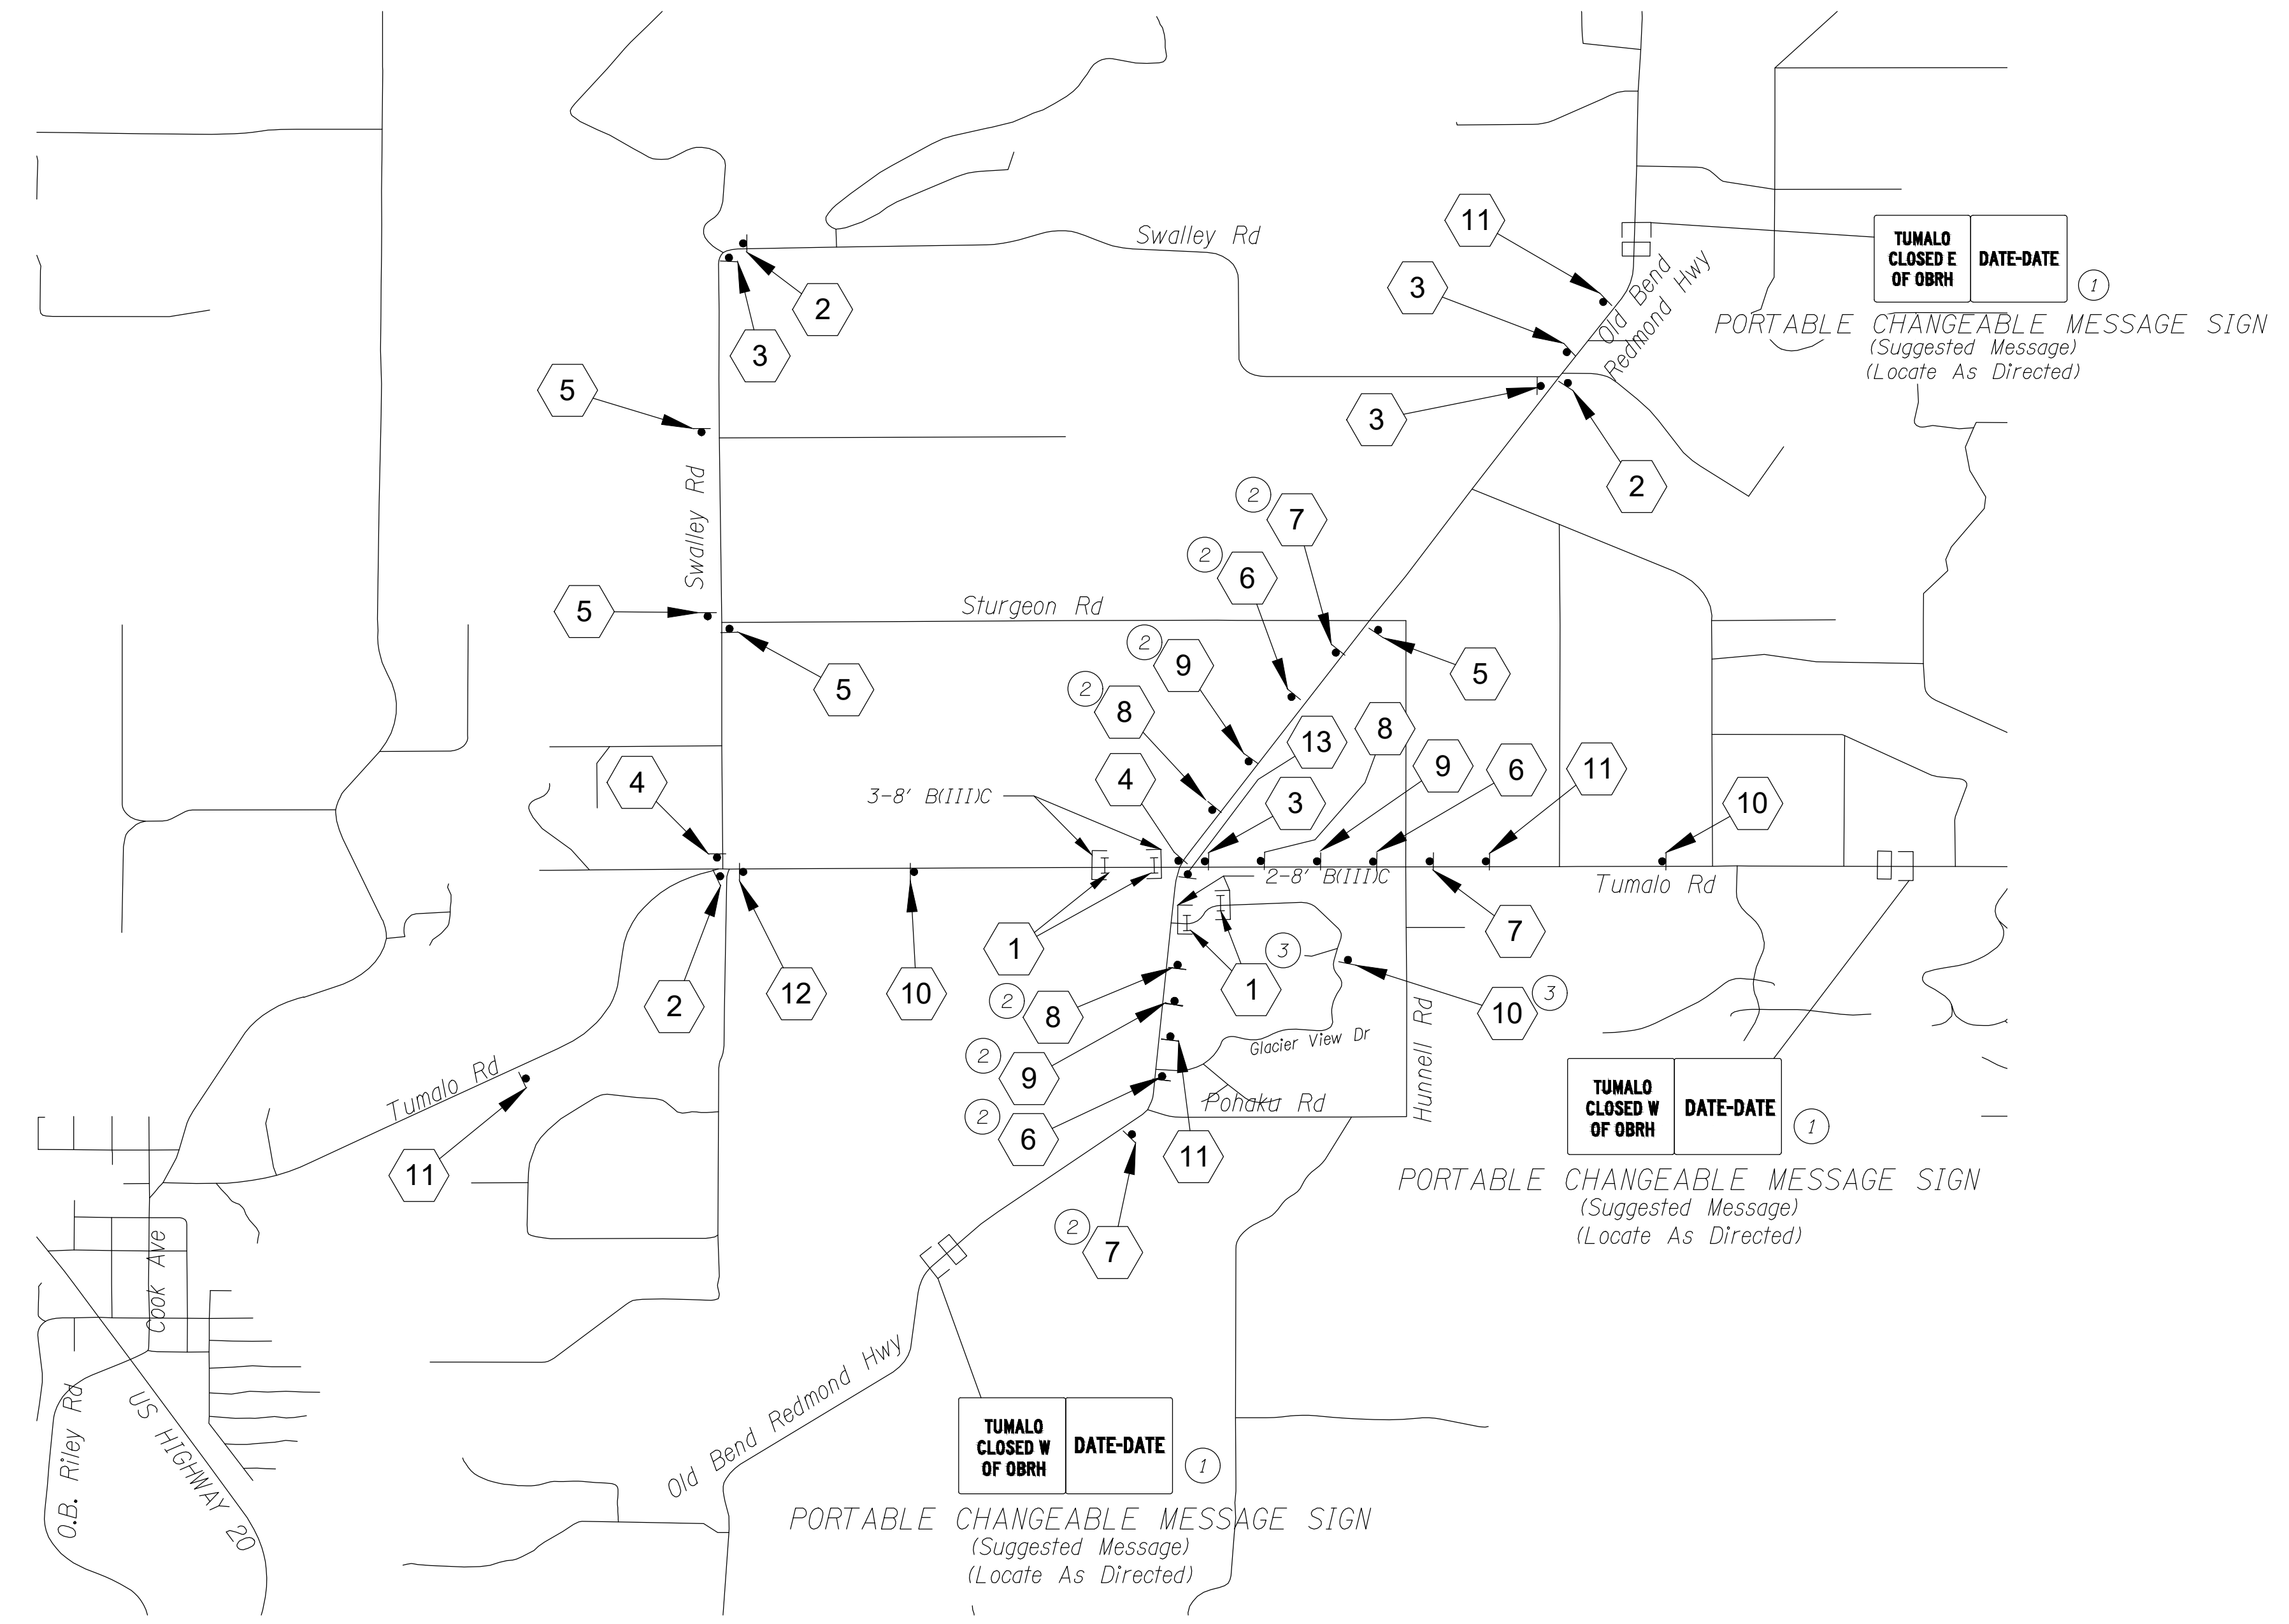 Swalley Rd
11
3
Old Bend
Redmond Hwy
TUMALO
CLOSED E
OF OBRH
DATE-DATE
1
PORTABLE CHANGEABLE MESSAGE SIGN
(Suggested Message)
(Locate As Directed)
2
3
5
3
2
Swalley Rd
2
7
2
6
5
Sturgeon Rd
5
2
9
5
2
8
13
8
4
4
3-8' B(III)C
3
9
6
11
10
2-8' B(III)C
Tumalo Rd
1
7
2
12
10
3
1
10
3
2
8
Hunnell Rd
Glacier View Dr
2
9
Tumalo Rd
Pohaku Rd
2
6
11
11
TUMALO
CLOSED W
OF OBRH
DATE-DATE
1
PORTABLE CHANGEABLE MESSAGE SIGN
(Suggested Message)
(Locate As Directed)
2
7
Cook Ave
O.B. Riley Rd
US HIGHWAY 20
Old Bend Redmond Hwy
TUMALO
CLOSED W
OF OBRH
DATE-DATE
1
PORTABLE CHANGEABLE MESSAGE SIGN
(Suggested Message)
(Locate As Directed)